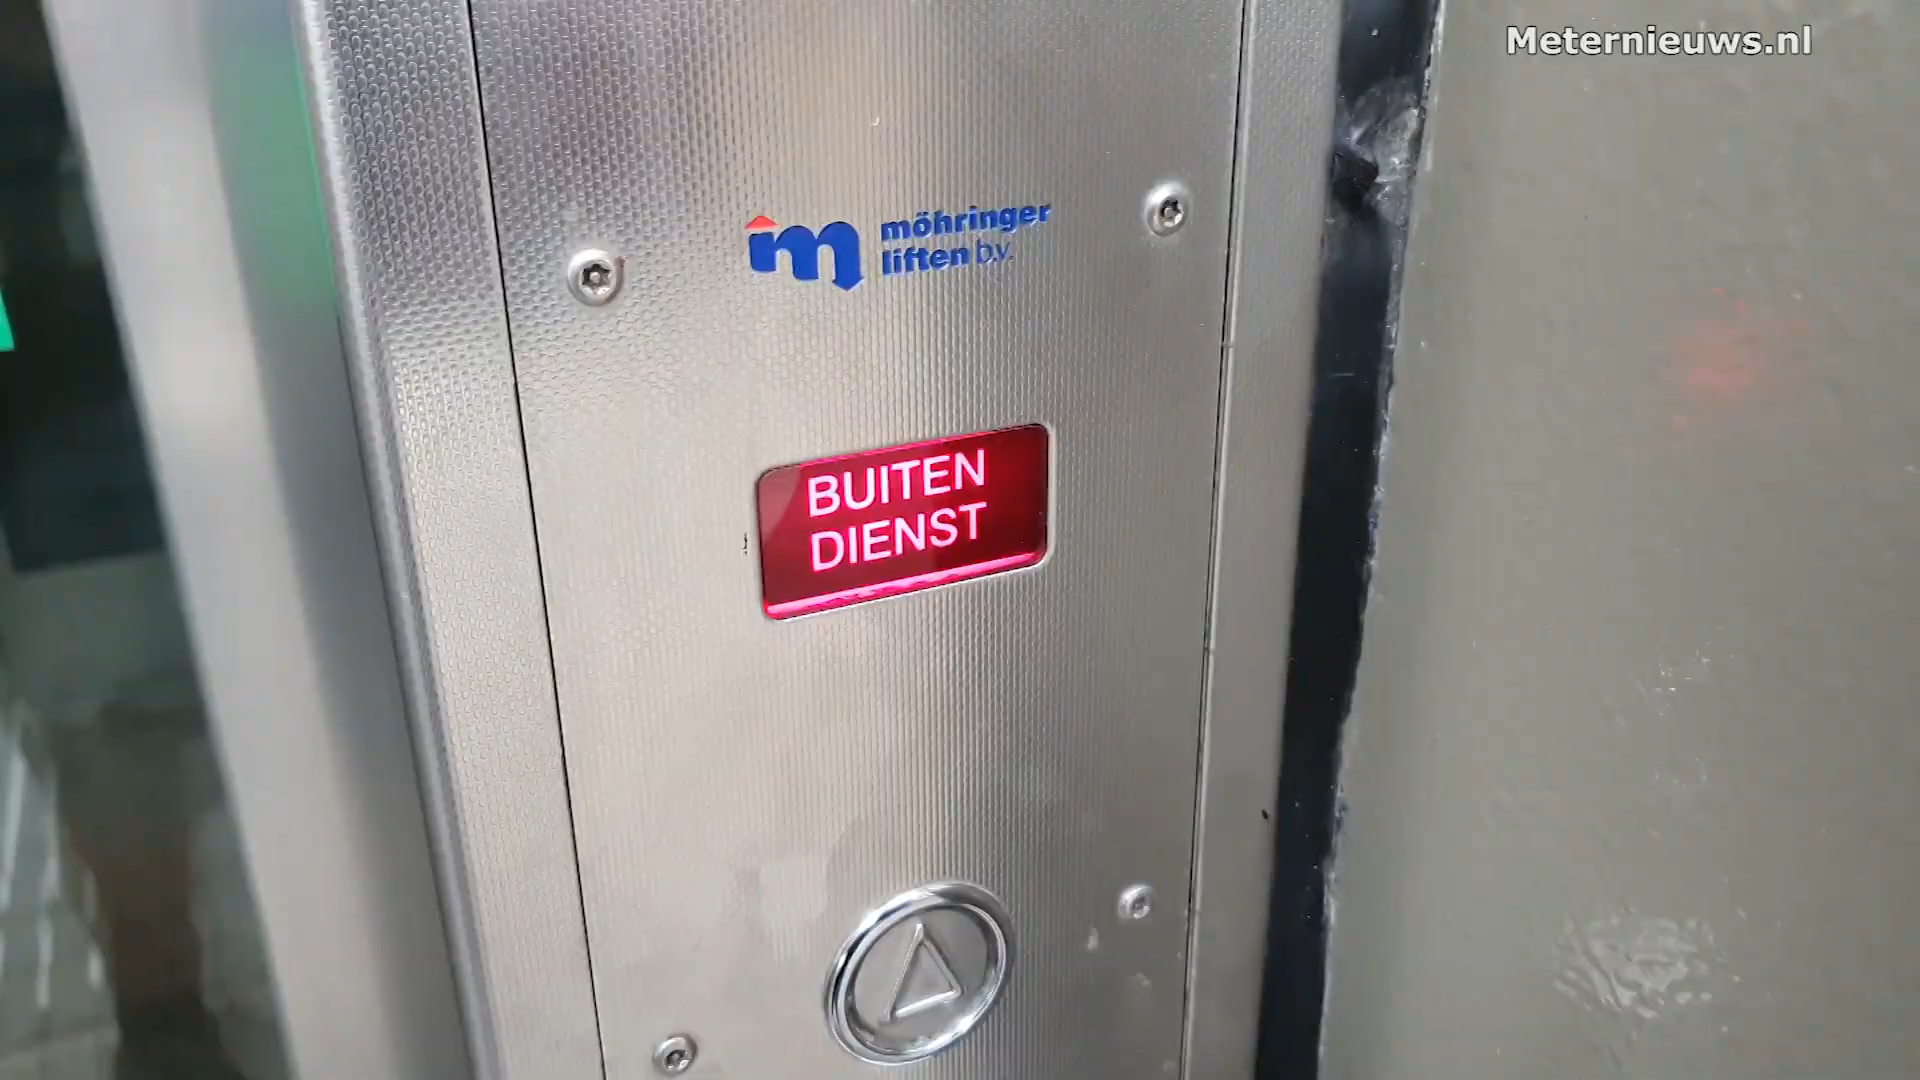 Meternieuws.nl
möhringer
liften b.v.
BUITEN
DIENST